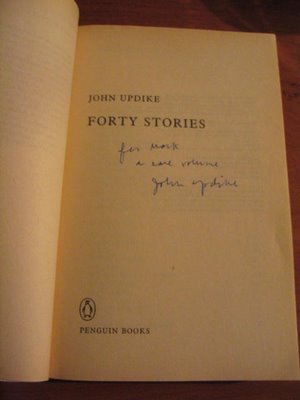 JOHN UPDIKE
FORTY STORIES
for Mark
a rare volume
John Updike
PENGUIN BOOKS